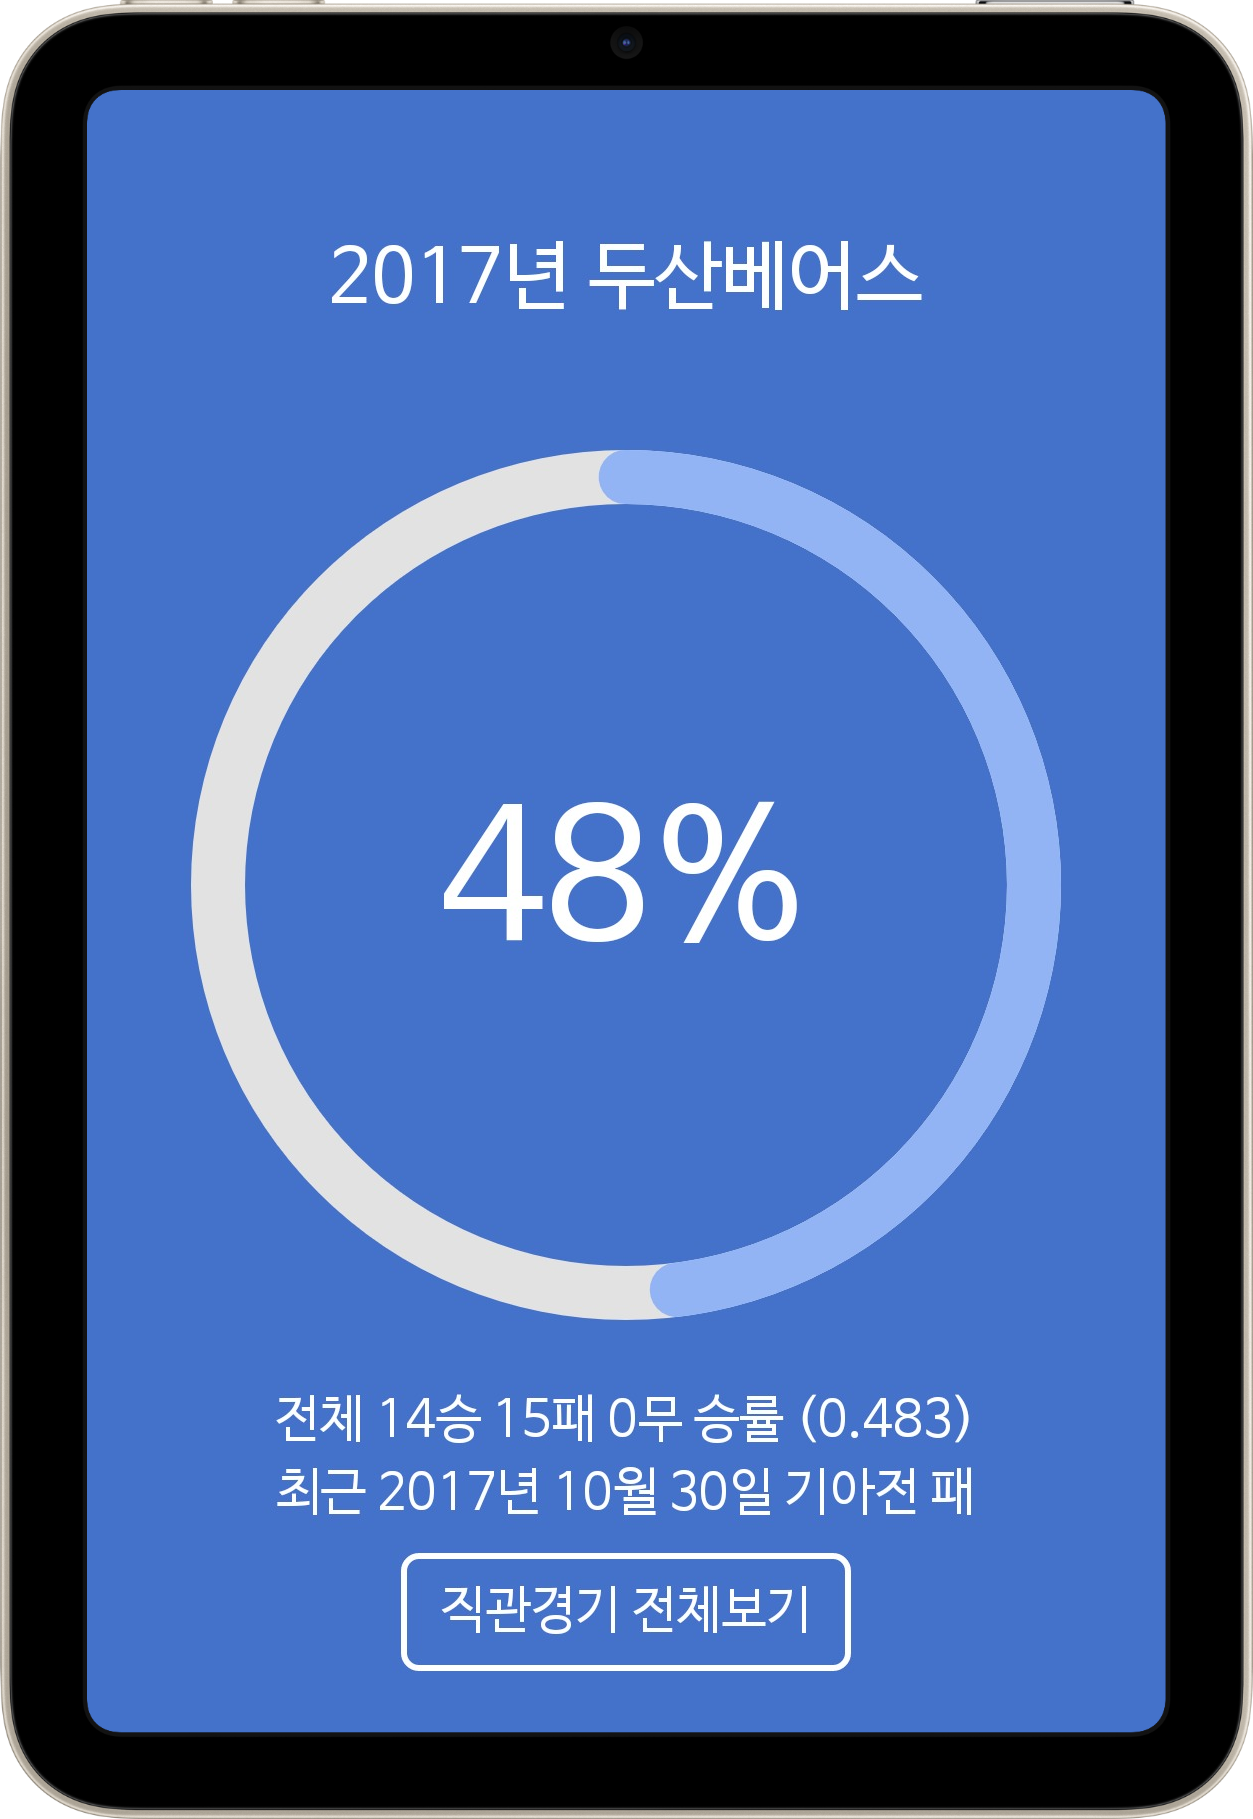 2017년 두산베어스
48%
전체 14승 15패 0무 승률 (0.483)
최근 2017년 10월 30일 기아전 패
직관경기 전체보기